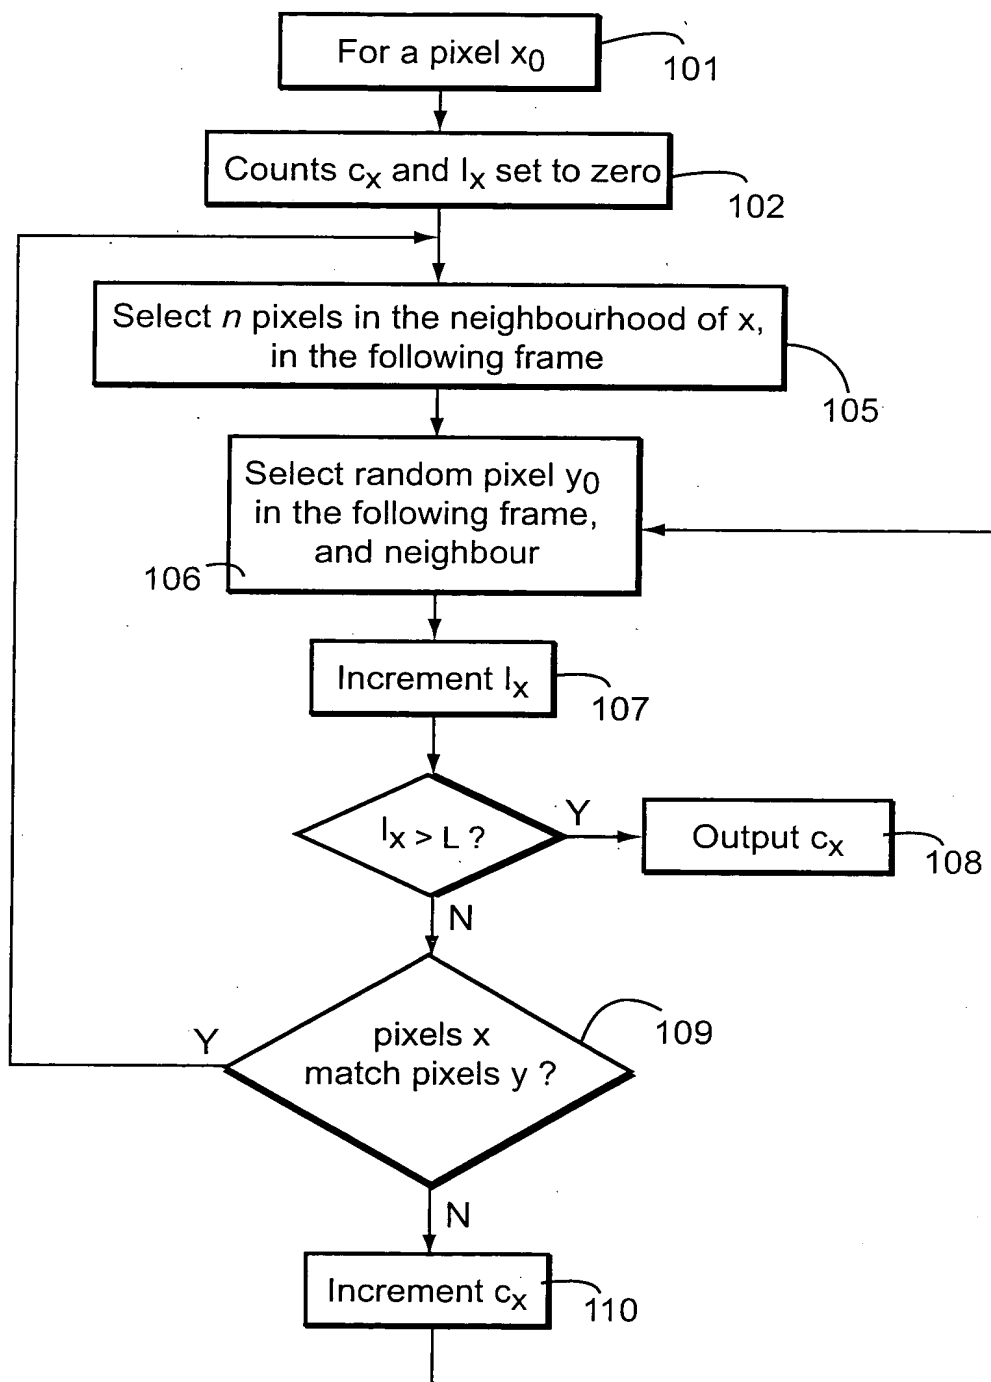 For a pixel x0
101
Counts cx and Ix set to zero
102
Select n pixels in the neighbourhood of x,
in the following frame
105
Select random pixel y0
in the following frame,
and neighbour
106
Increment Ix
107
Ix > L ?
Y
Output cx
108
N
pixels x
match pixels y ?
109
Y
N
Increment cx
110